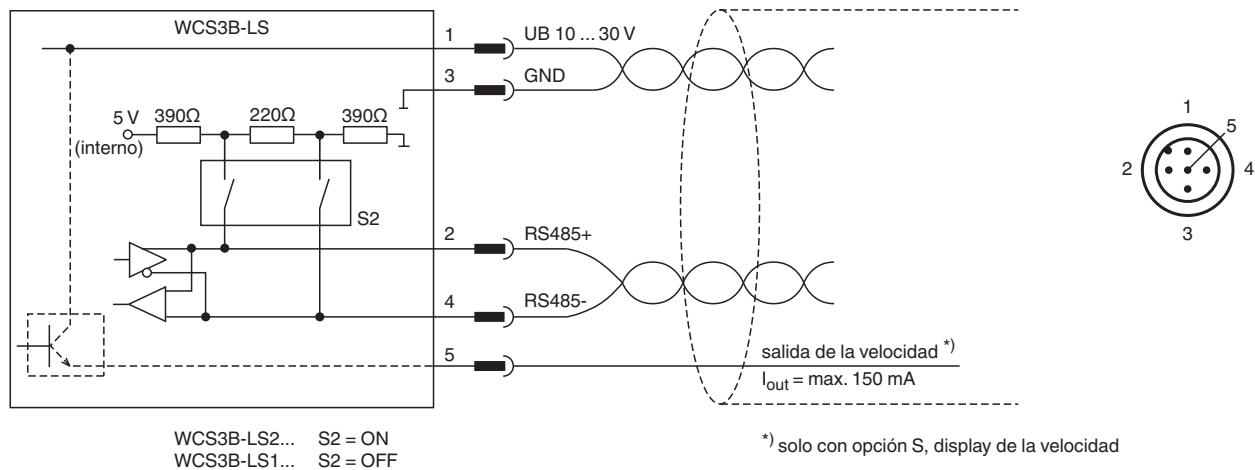 WCS3B-LS
1
UB 10 ... 30 V
3
GND
5 V
(interno)
390Ω
220Ω
390Ω
S2
2
RS485+
4
RS485-
5
salida de la velocidad *)
Iout = max. 150 mA
1
5
2
4
3
WCS3B-LS2... S2 = ON
WCS3B-LS1... S2 = OFF
*) solo con opción S, display de la velocidad